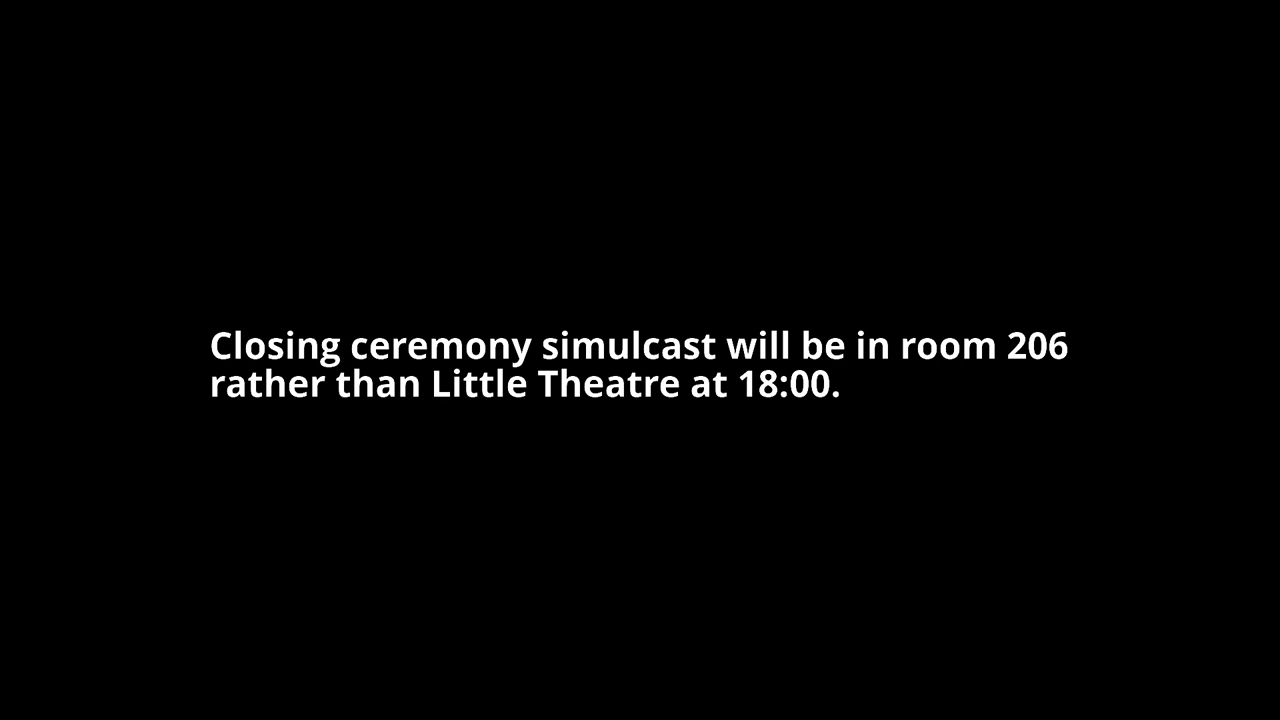 Closing ceremony simulcast will be in room 206
rather than Little Theatre at 18:00.